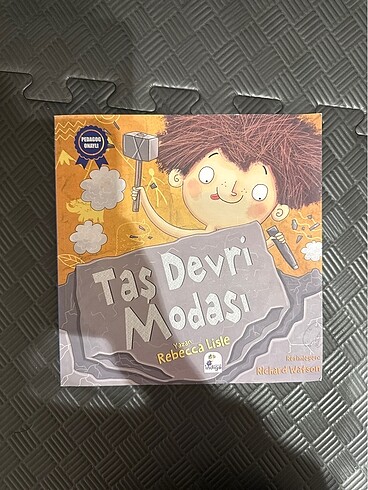 PEDAGOG
ONAYLI
Taş Devri
Modası
Yazan
Rebecca Lisle
Resimleyen
Richard Watson